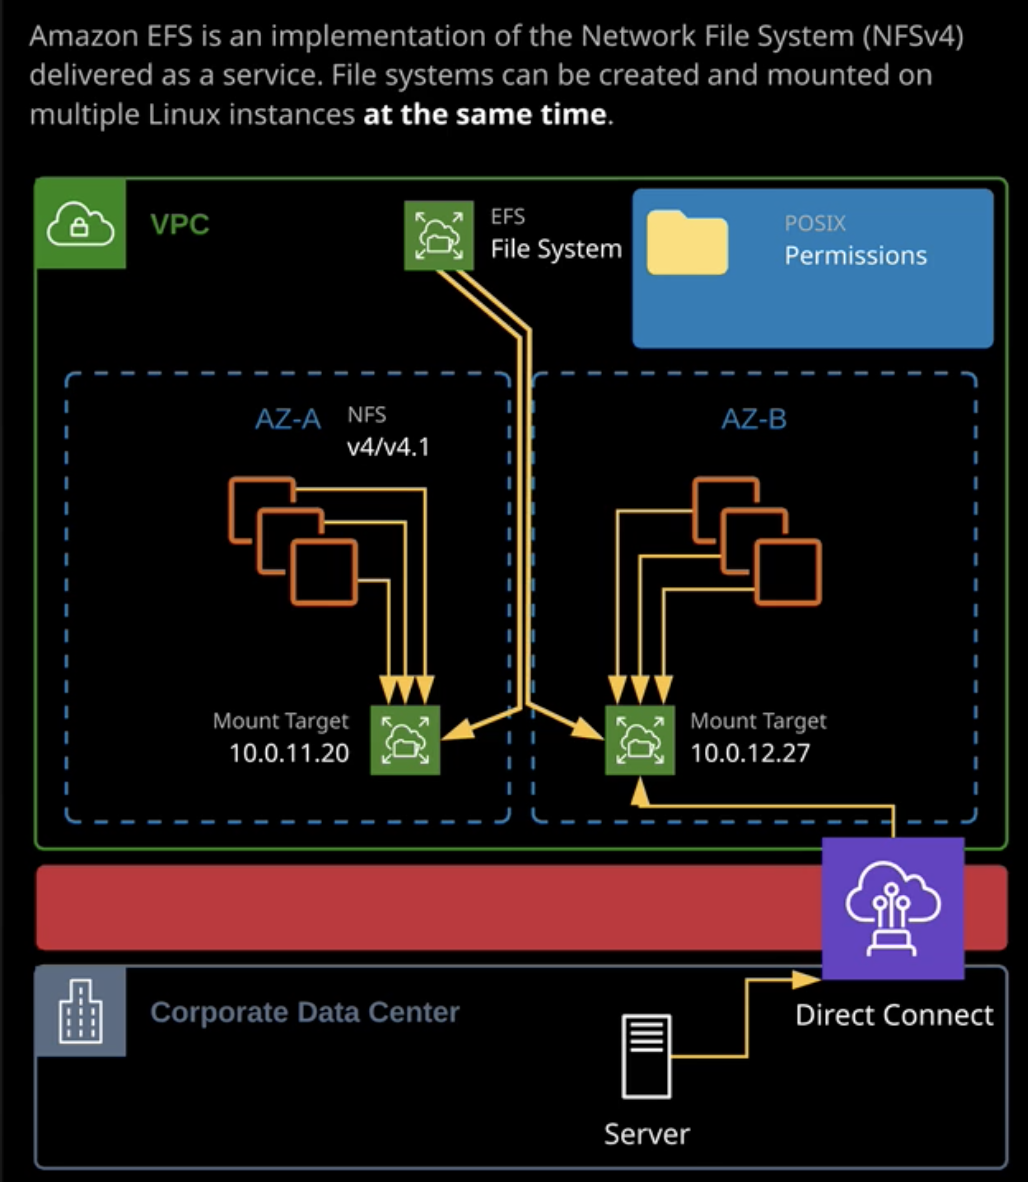 Amazon EFS is an implementation of the Network File System (NFSv4)
delivered as a service. File systems can be created and mounted on
multiple Linux instances at the same time.
VPC
EFS
File System
POSIX
Permissions
AZ-A
NFS
v4/v4.1
AZ-B
Mount Target
10.0.11.20
Mount Target
10.0.12.27
Corporate Data Center
Direct Connect
Server